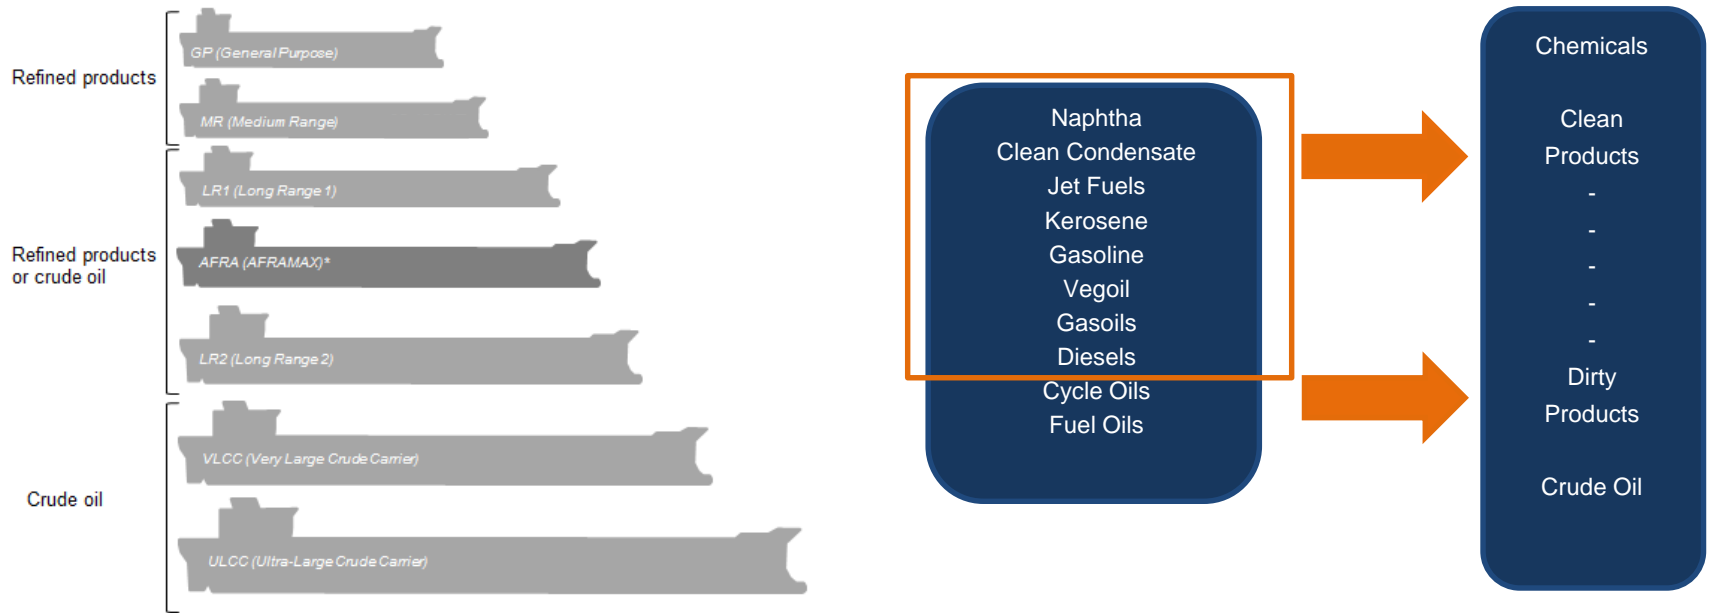 Refined products
GP (General Purpose)
MR (Medium Range)
Refined products
or crude oil
LR1 (Long Range 1)
AFRA (AFRAMAX)*
LR2 (Long Range 2)
Crude oil
VLCC (Very Large Crude Carrier)
ULCC (Ultra-Large Crude Carrier)
Naphtha
Clean Condensate
Jet Fuels
Kerosene
Gasoline
Vegoil
Gasoils
Diesels
Cycle Oils
Fuel Oils
Chemicals
Clean
Products
-
-
-
-
-
Dirty
Products
Crude Oil